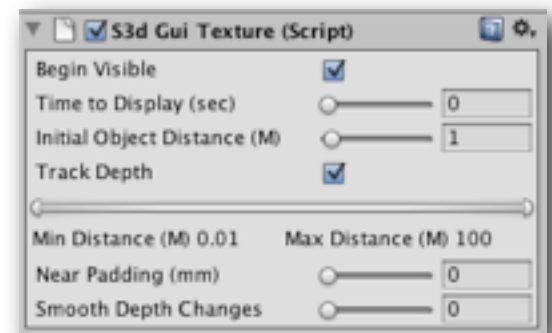 S3d Gui Texture (Script)
Begin Visible
Time to Display (sec) 0
Initial Object Distance (M) 1
Track Depth
Min Distance (M) 0.01 Max Distance (M) 100
Near Padding (mm) 0
Smooth Depth Changes 0